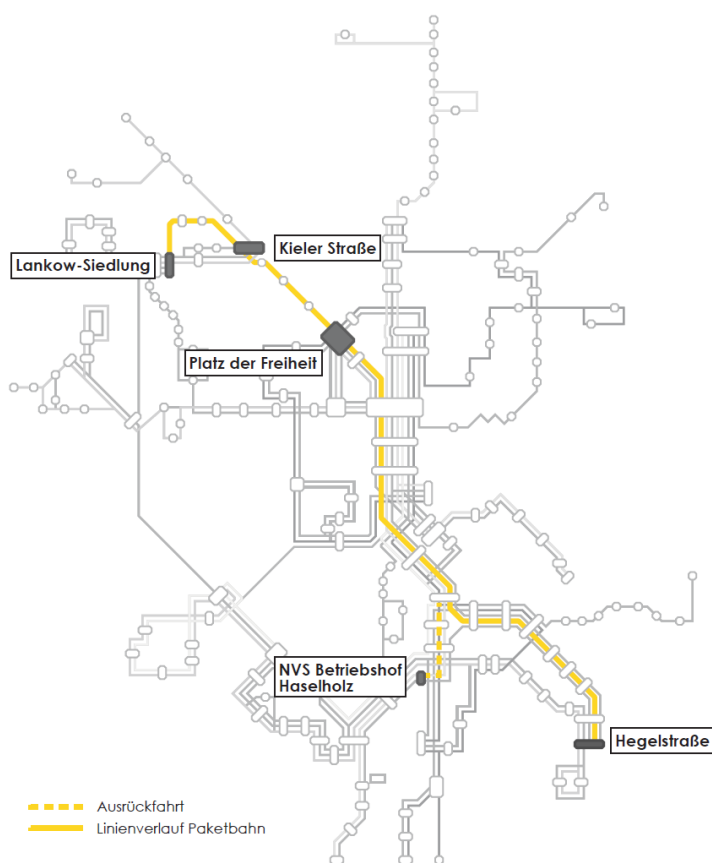 Kieler Straße
Lankow-Siedlung
Platz der Freiheit
NVS Betriebshof
Haselholz
Hegelstraße
Ausrückfahrt
Linienverlauf Paketbahn